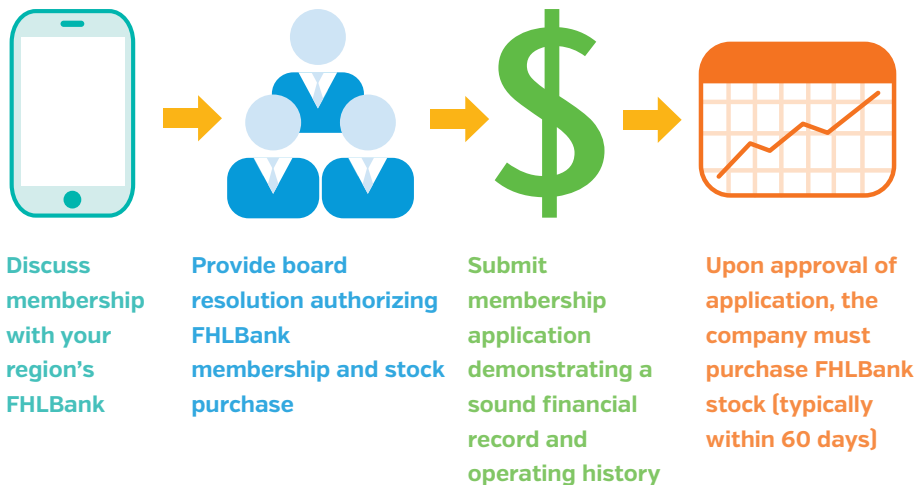 Discuss
membership
with your
region's
FHLBank
Provide board
resolution authorizing
FHLBank
membership and stock
purchase
Submit
membership
application
demonstrating a
sound financial
record and
operating history
Upon approval of
application, the
company must
purchase FHLBank
stock (typically
within 60 days)